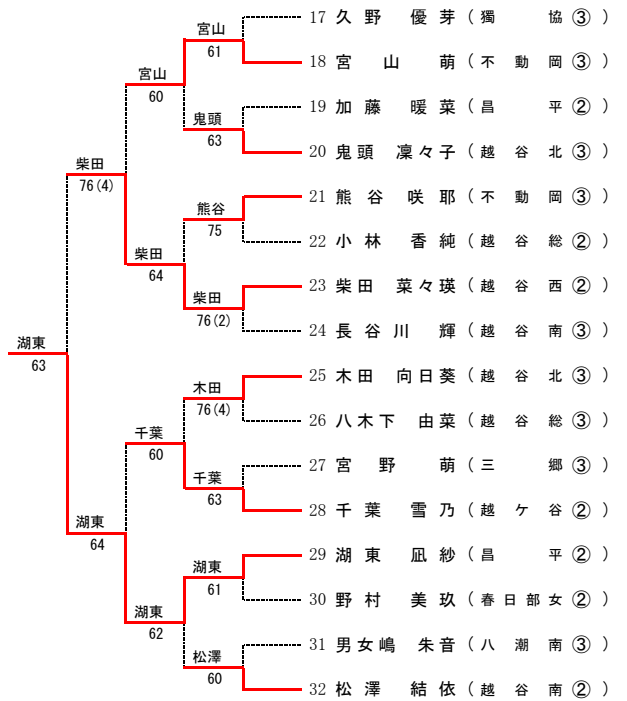 17 久野 優芽 ( 獨 協 ③ )
宮山
61
18 宮山 萌 ( 不 動 岡 ③ )
宮山
60
19 加藤 暖菜 ( 昌 平 ② )
鬼頭
63
20 鬼頭 凜々子 ( 越 谷 北 ③ )
柴田
76(4)
21 熊谷 咲耶 ( 不 動 岡 ③ )
熊谷
75
22 小林 香純 ( 越 谷 総 ② )
柴田
64
23 柴田 菜々瑛 ( 越 谷 西 ② )
柴田
76(2)
24 長谷川 輝 ( 越 谷 南 ③ )
湖東
63
25 木田 向日葵 ( 越 谷 北 ③ )
木田
76(4)
26 八木下 由菜 ( 越 谷 総 ③ )
千葉
60
27 宮野 萌 ( 三 郷 ③ )
千葉
63
28 千葉 雪乃 ( 越 ケ 谷 ② )
湖東
64
29 湖東 凪紗 ( 昌 平 ② )
湖東
61
30 野村 美玖 ( 春 日 部 女 ② )
湖東
62
31 男女嶋 朱音 ( 八 潮 南 ③ )
松澤
60
32 松澤 結依 ( 越 谷 南 ② )